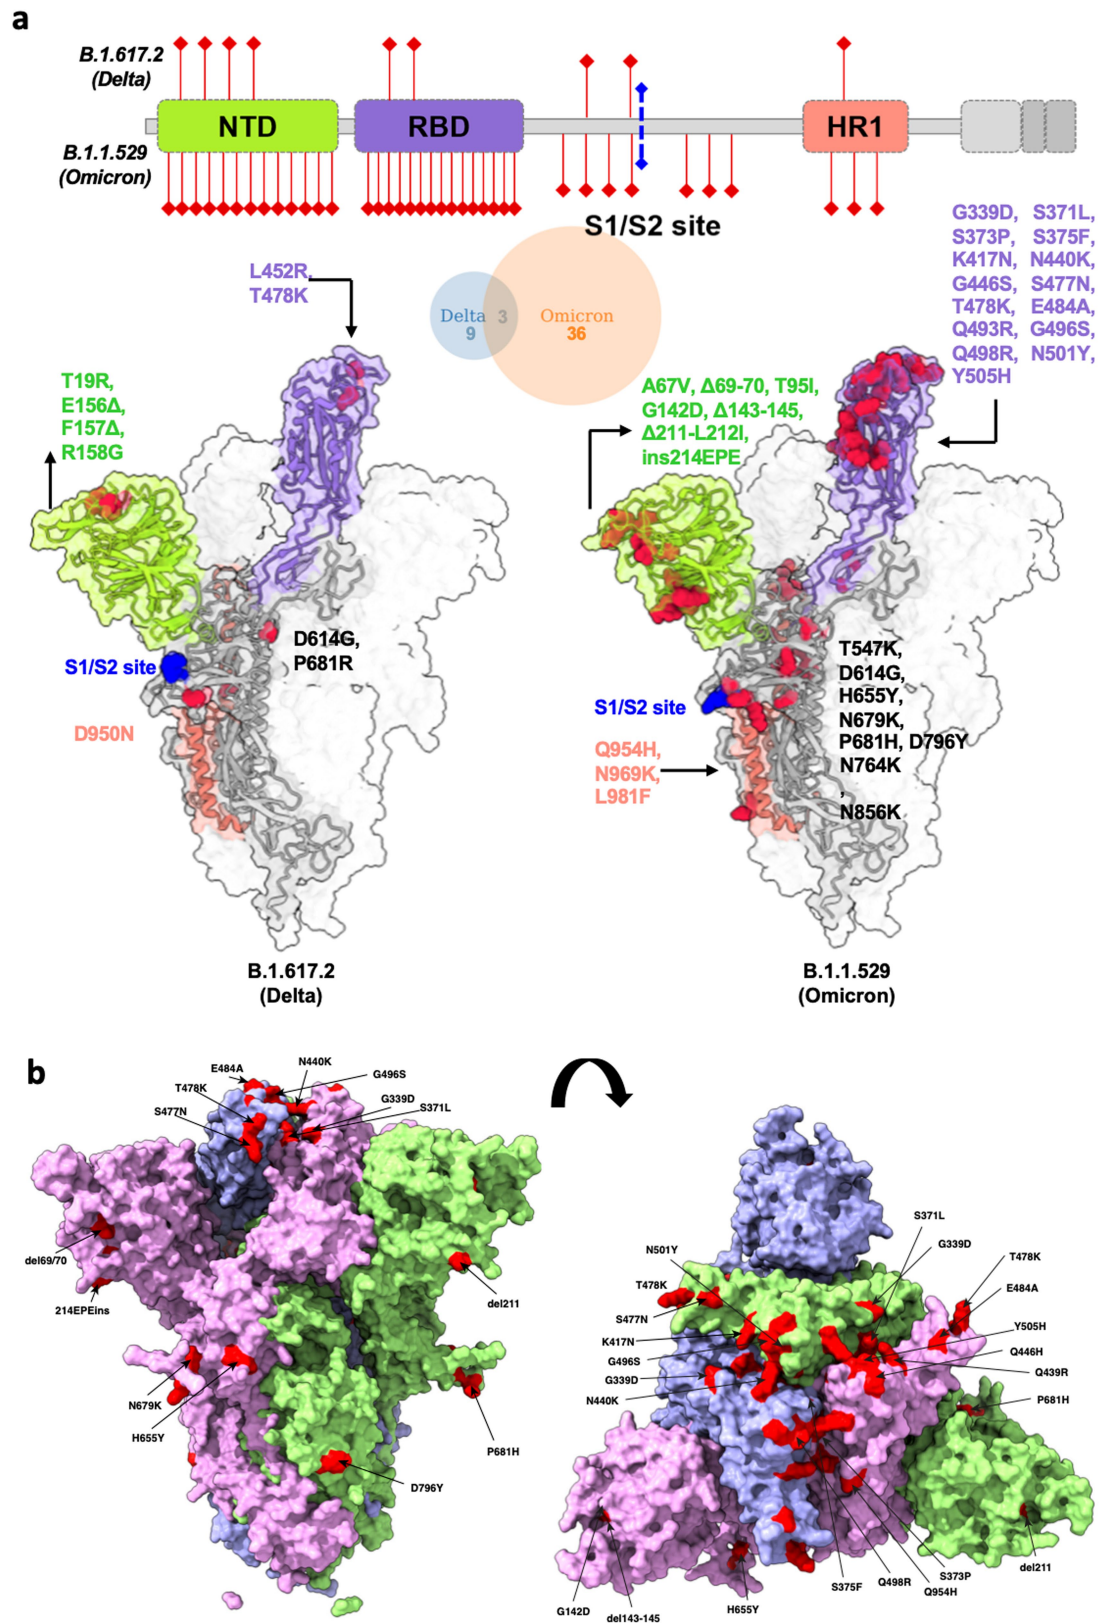 a
B.1.617.2
(Delta)
NTD
RBD
HR1
B.1.1.529
(Omicron)
S1/S2 site
L452R,
T478K
Delta
9
3
Omicron
36
G339D, S371L,
S373P, S375F,
K417N, N440K,
G446S, S477N,
T478K, E484A,
Q493R, G496S,
Q498R, N501Y,
Y505H
T19R,
E156Δ,
F157Δ,
R158G
A67V, Δ69-70, T95I,
G142D, Δ143-145,
Δ211-L212I,
ins214EPE
D614G,
P681R
S1/S2 site
D950N
T547K,
D614G,
H655Y,
N679K,
P681H, D796Y
N764K
,
N856K
S1/S2 site
Q954H,
N969K,
L981F
B.1.617.2
(Delta)
B.1.1.529
(Omicron)
b
E484A
N440K
G496S
T478K
G339D
S477N
S371L
del69/70
214EPEins
del211
N679K
H655Y
P681H
D796Y
S371L
N501Y
G339D
T478K
T478K
E484A
S477N
K417N
Y505H
G496S
Q446H
G339D
Q439R
N440K
P681H
G142D
del143-145
H655Y
S375F
Q498R
Q954H
S373P
del211